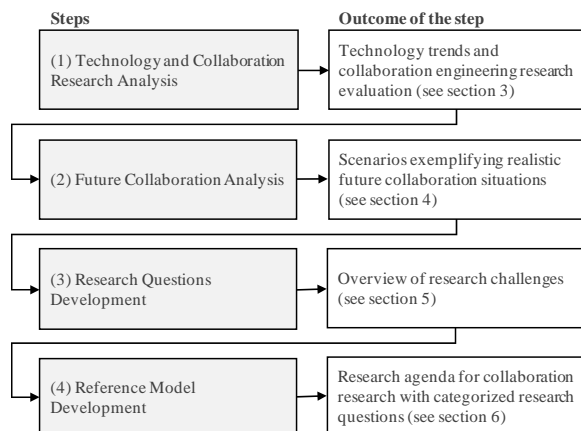 Steps
Outcome of the step
(1) Technology and Collaboration
Research Analysis
Technology trends and
collaboration engineering research
evaluation (see section 3)
(2) Future Collaboration Analysis
Scenarios exemplifying realistic
future collaboration situations
(see section 4)
(3) Research Questions
Development
Overview of research challenges
(see section 5)
(4) Reference Model
Development
Research agenda for collaboration
research with categorized research
questions (see section 6)